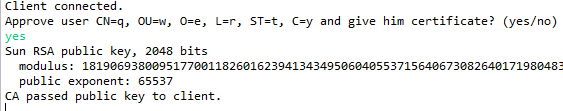 Client connected.
Approve user CN=q, OU=w, O=e, L=r, ST=t, C=y and give him certificate? (yes/no)
yes
Sun RSA public key, 2048 bits
modulus: 181906938009517700118260162394134349506040553715640673082640171980483
public exponent: 65537
CA passed public key to client.